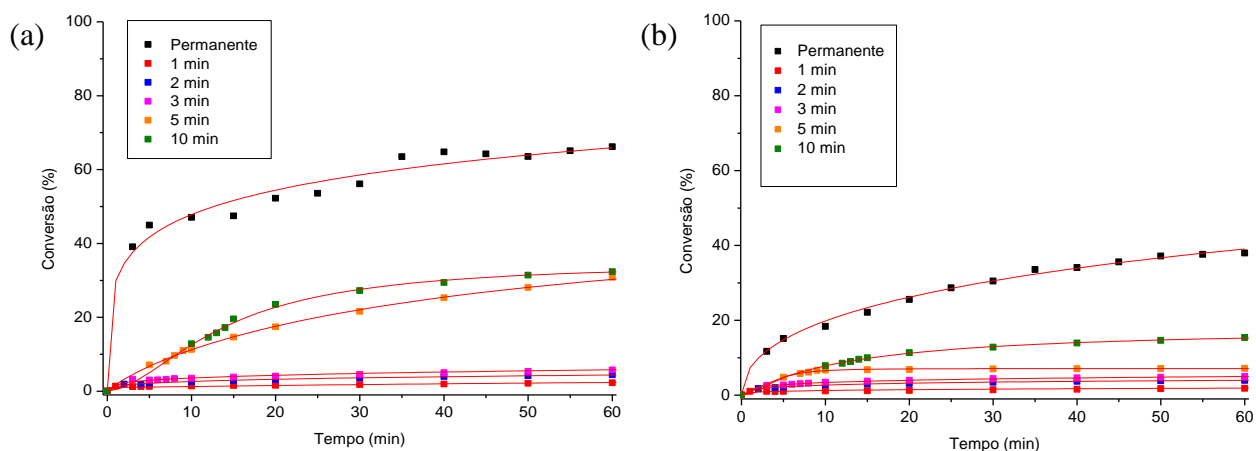 (a)
Conversão (%)
100
80
60
40
20
0
Permanente
1 min
2 min
3 min
5 min
10 min
0 10 20 30 40 50 60
Tempo (min)
(b)
Conversão (%)
100
80
60
40
20
0
Permanente
1 min
2 min
3 min
5 min
10 min
0 10 20 30 40 50 60
Tempo (min)